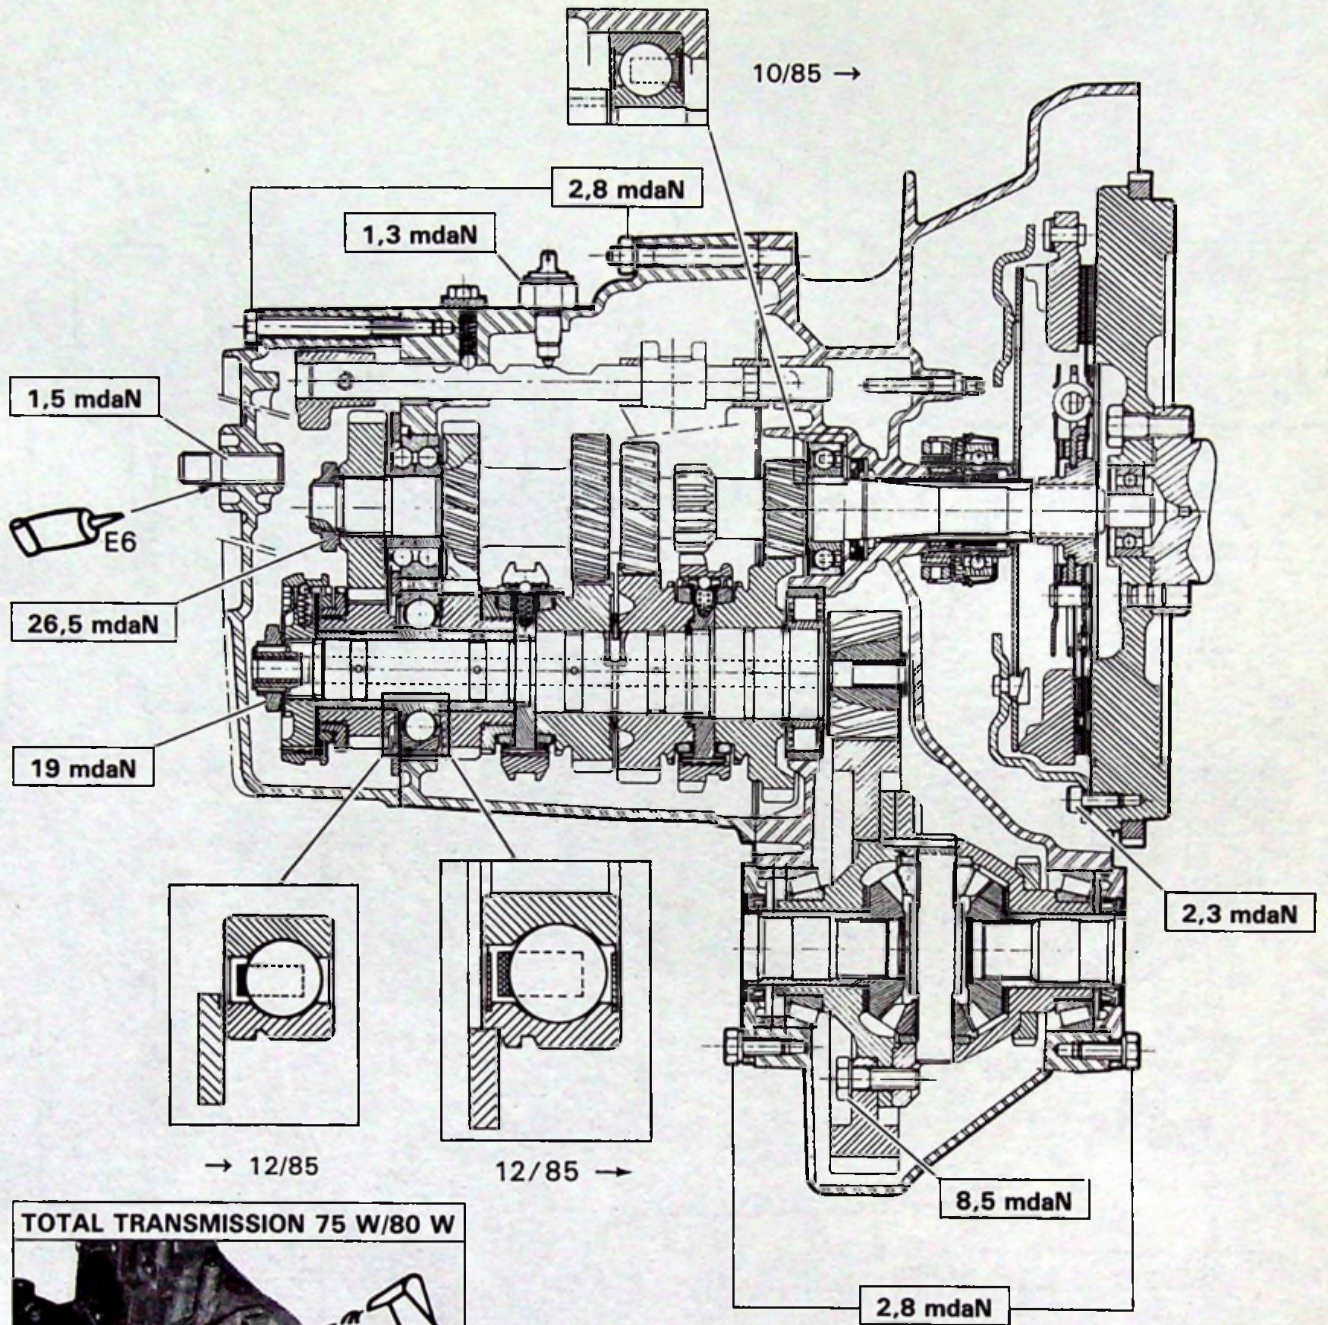 10/85 →
2,8 mdaN
1,3 mdaN
1,5 mdaN
E6
26,5 mdaN
19 mdaN
2,3 mdaN
→ 12/85
12/85 →
8,5 mdaN
TOTAL TRANSMISSION 75 W/80 W
2,8 mdaN